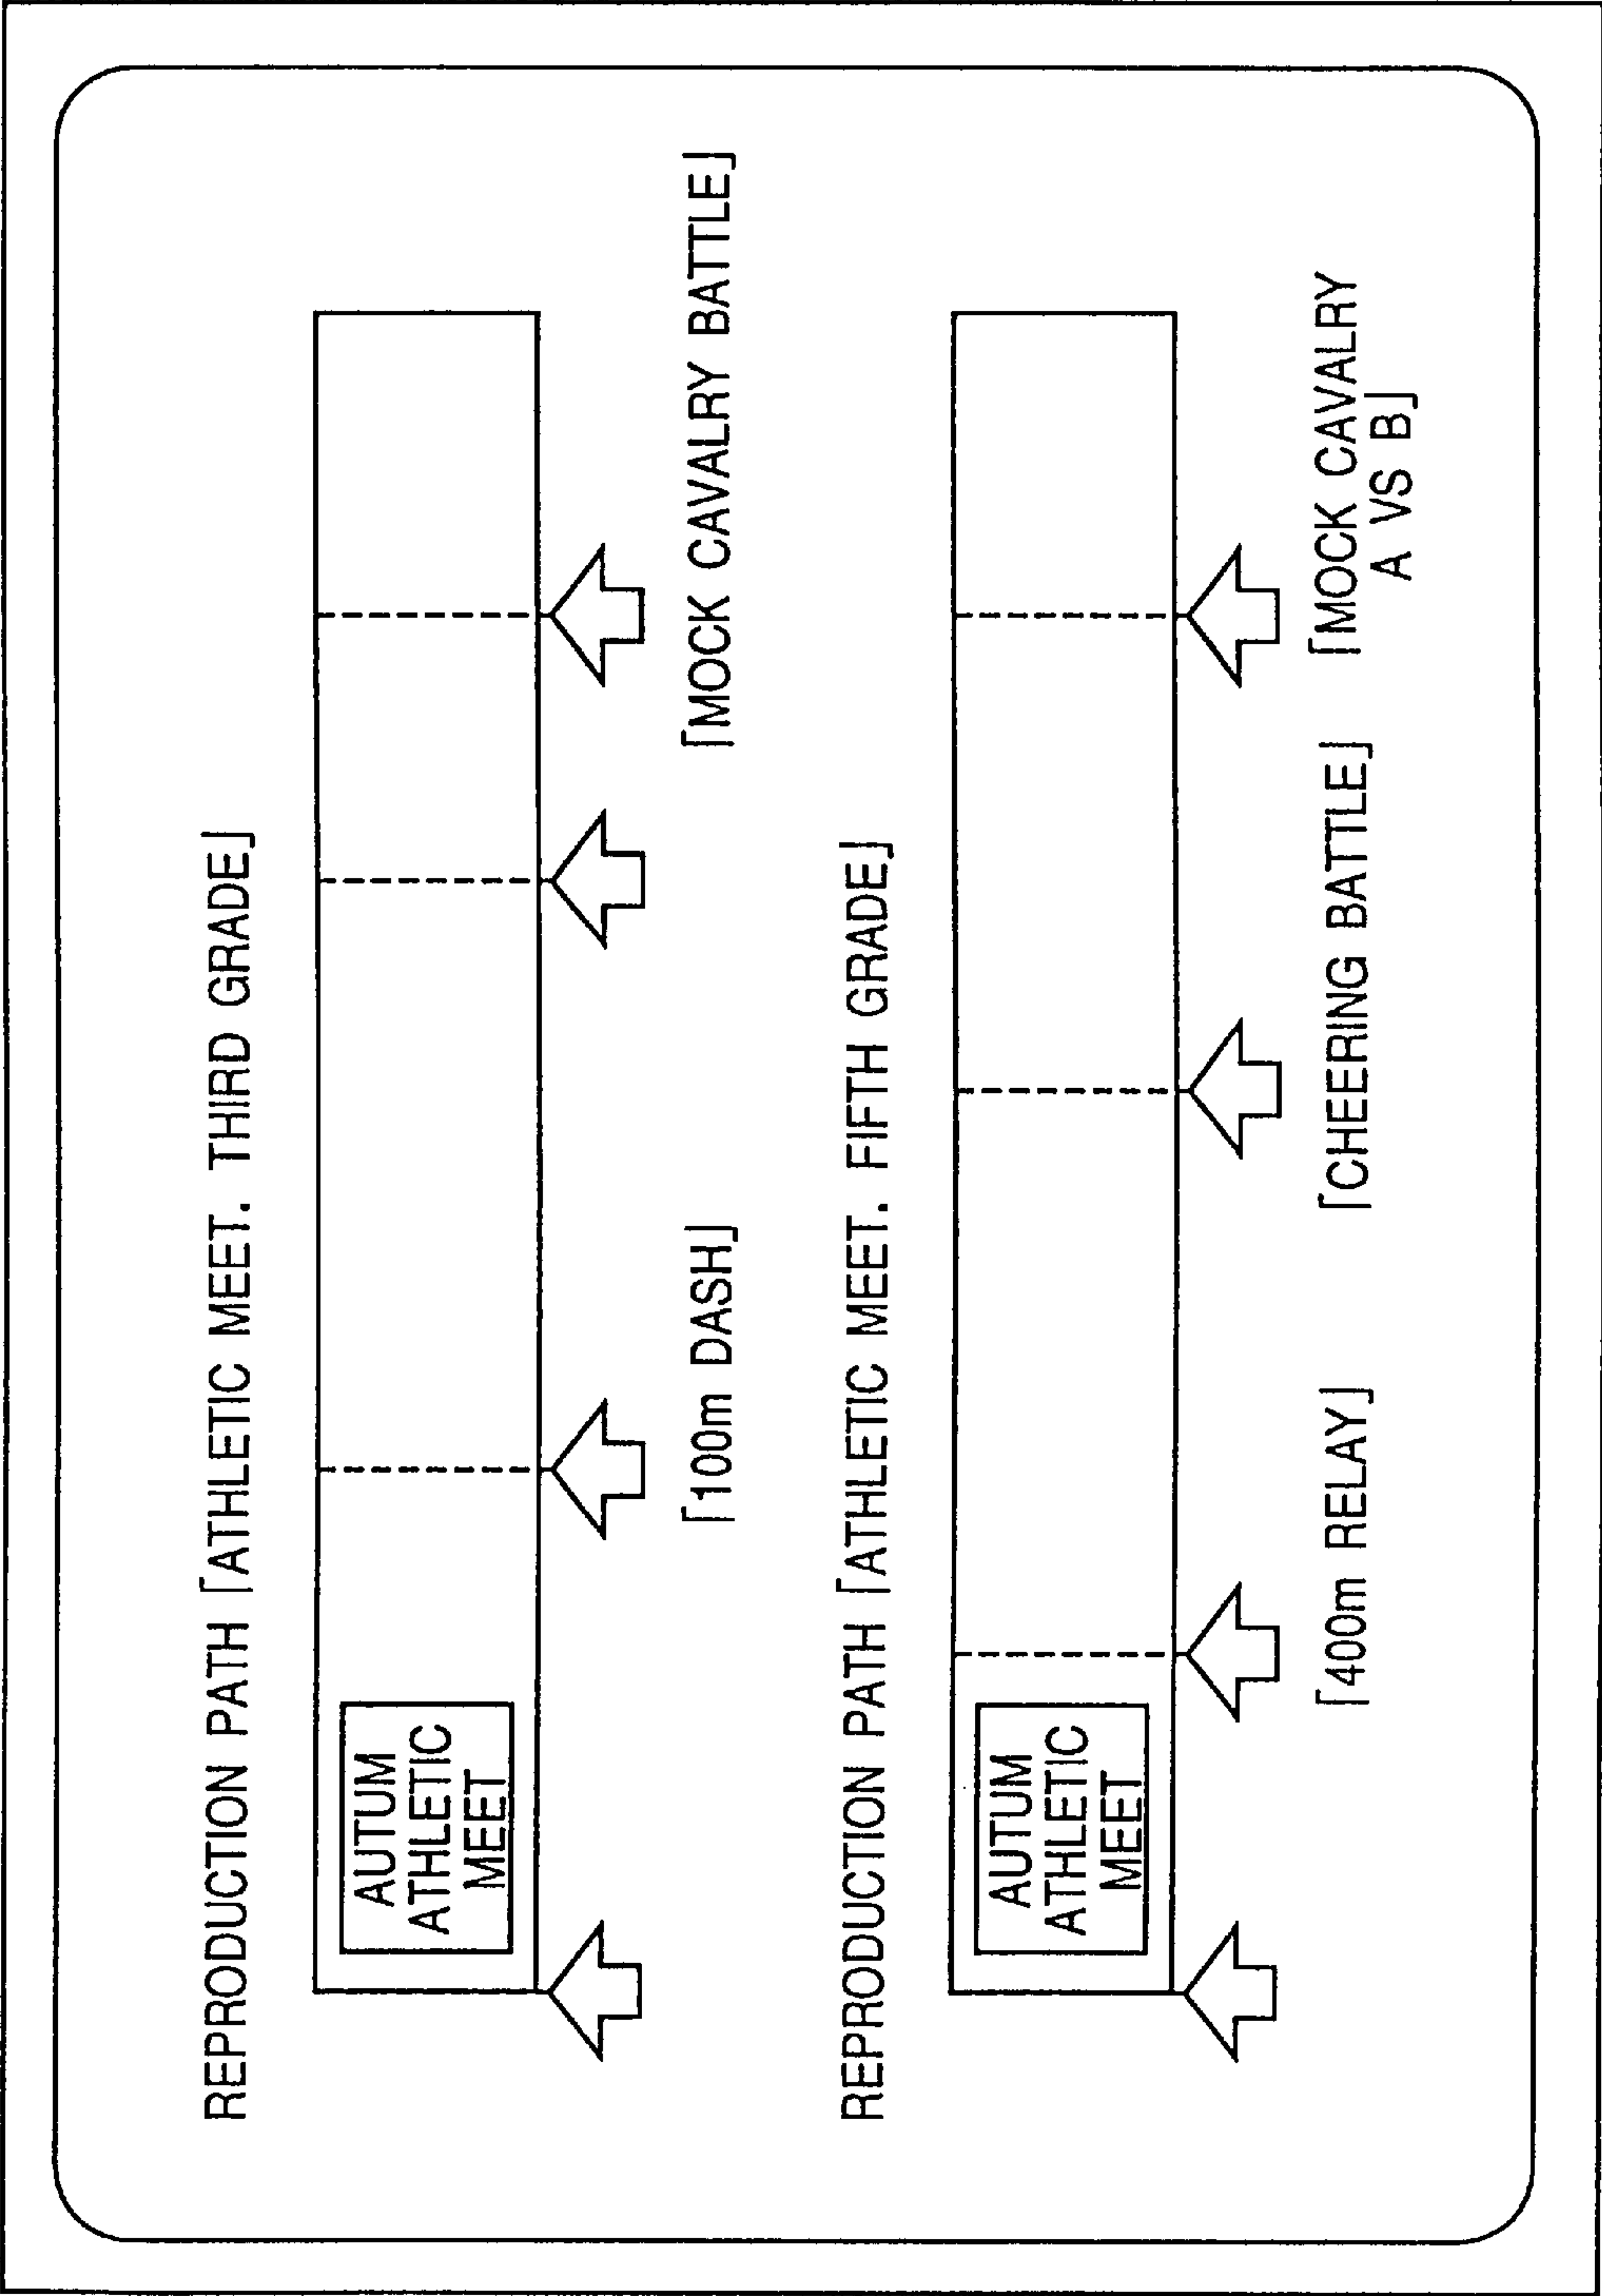 REPRODUCTION PATH ｢ATHLETIC MEET. THIRD GRADE｣
AUTUM
ATHLETIC
MEET
｢100m DASH｣
｢MOCK CAVALRY BATTLE｣
REPRODUCTION PATH ｢ATHLETIC MEET. FIFTH GRADE｣
AUTUM
ATHLETIC
MEET
｢400m RELAY｣
｢CHEERING BATTLE｣
｢MOCK CAVALRY
A VS B｣